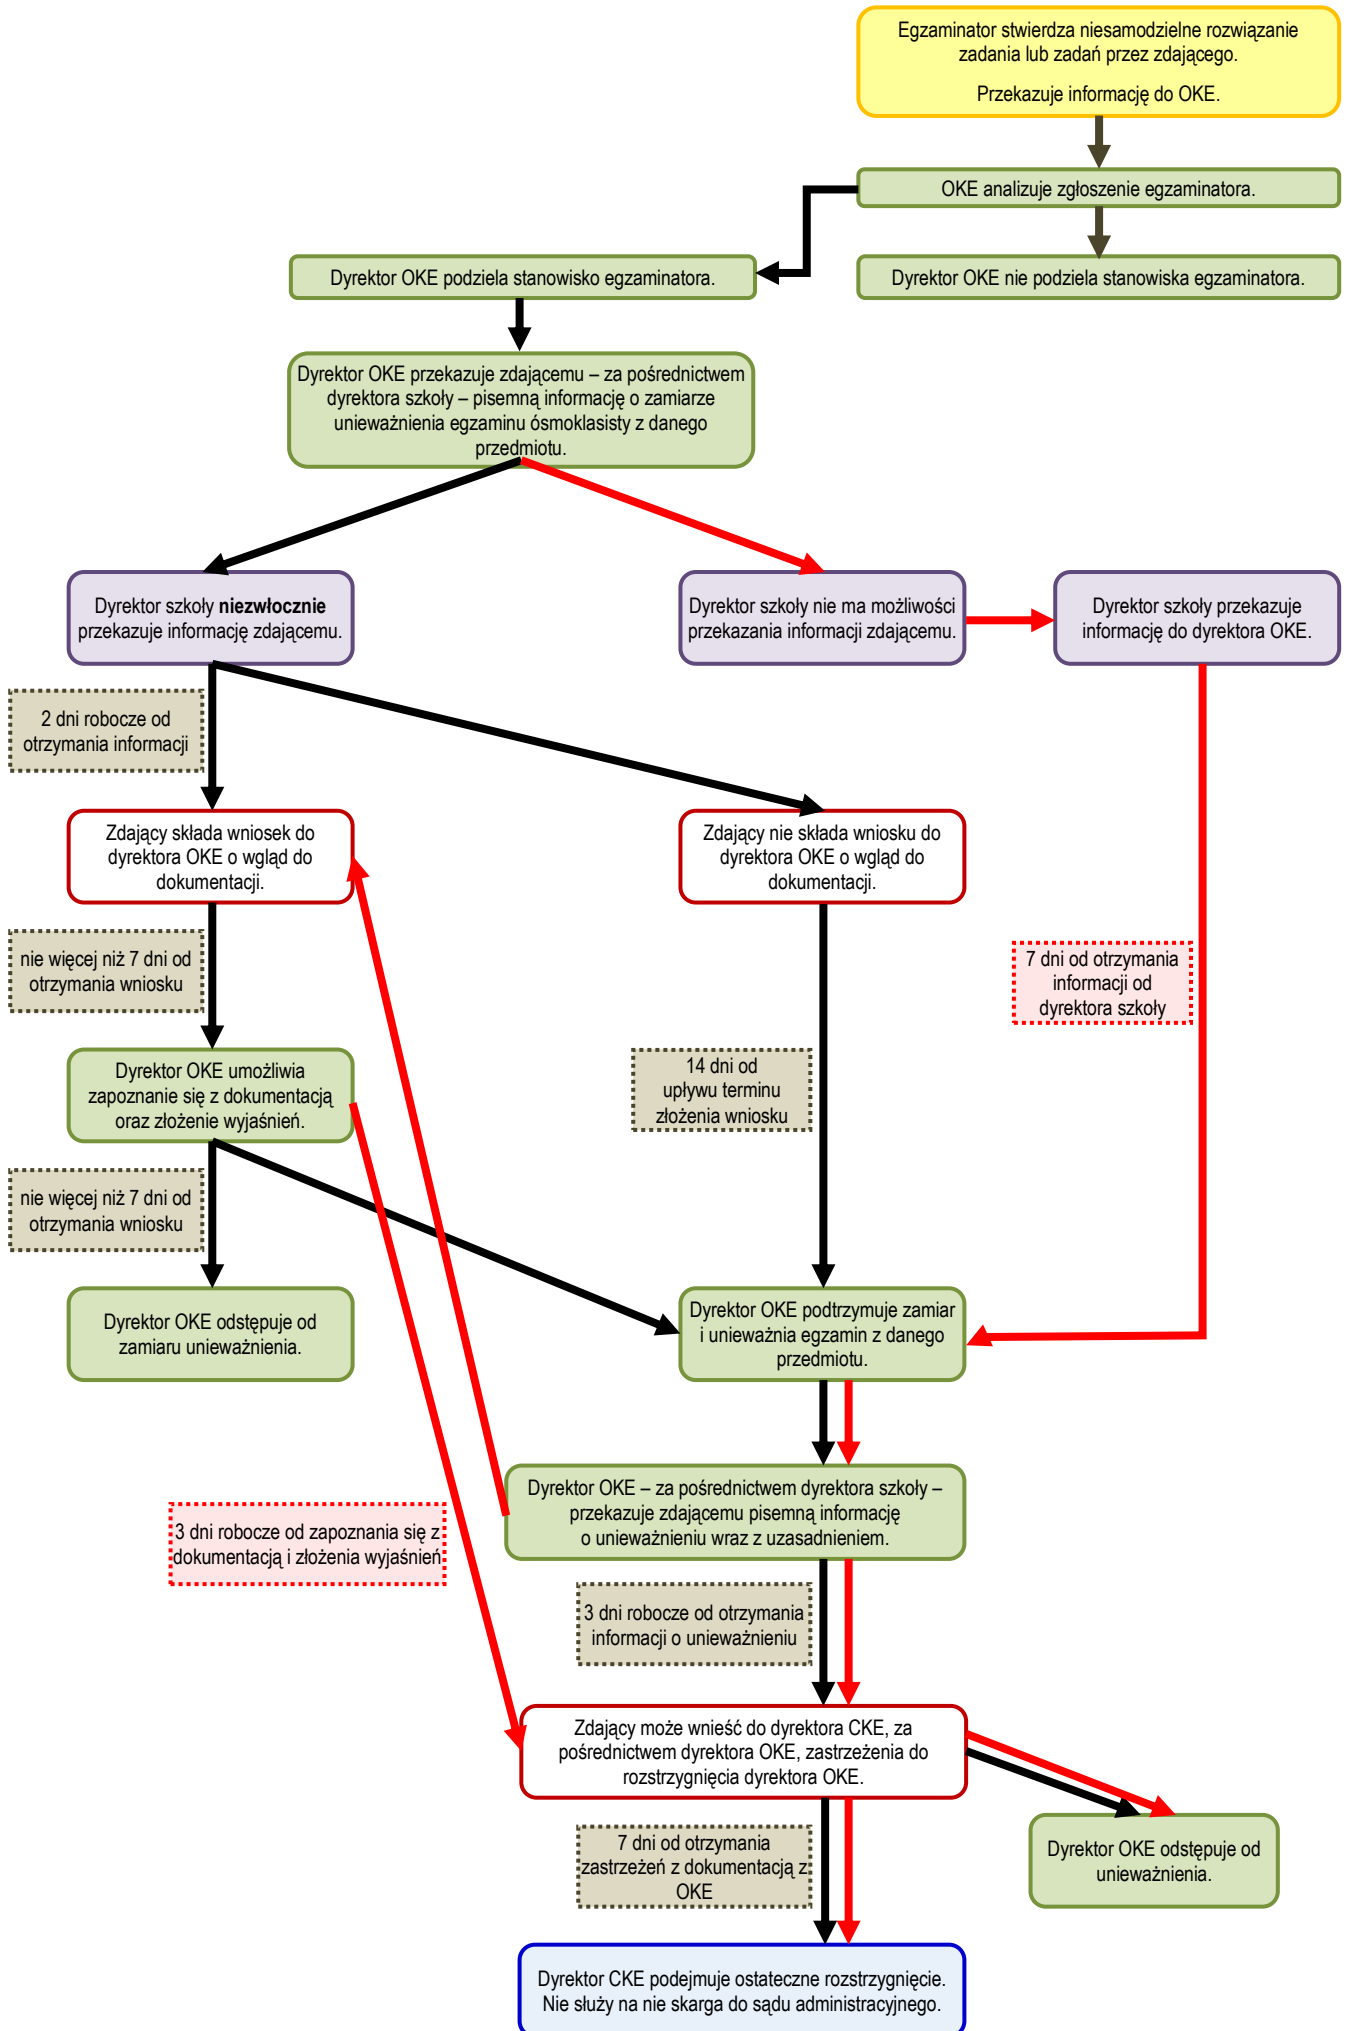 Egzaminator stwierdza niesamodzielne rozwiązanie
zadania lub zadań przez zdającego.
Przekazuje informację do OKE.
OKE analizuje zgłoszenie egzaminatora.
Dyrektor OKE podziela stanowisko egzaminatora.
Dyrektor OKE nie podziela stanowiska egzaminatora.
Dyrektor OKE przekazuje zdającemu – za pośrednictwem
dyrektora szkoły – pisemną informację o zamiarze
unieważnienia egzaminu ósmoklasisty z danego
przedmiotu.
Dyrektor szkoły niezwłocznie
przekazuje informację zdającemu.
Dyrektor szkoły nie ma możliwości
przekazania informacji zdającemu.
Dyrektor szkoły przekazuje
informację do dyrektora OKE.
2 dni robocze od
otrzymania informacji
Zdający składa wniosek do
dyrektora OKE o wgląd do
dokumentacji.
Zdający nie składa wniosku do
dyrektora OKE o wgląd do
dokumentacji.
nie więcej niż 7 dni od
otrzymania wniosku
7 dni od otrzymania
informacji od
dyrektora szkoły
Dyrektor OKE umożliwia
zapoznanie się z dokumentacją
oraz złożenie wyjaśnień.
14 dni od
upływu terminu
złożenia wniosku
nie więcej niż 7 dni od
otrzymania wniosku
Dyrektor OKE odstępuje od
zamiaru unieważnienia.
Dyrektor OKE podtrzymuje zamiar
i unieważnia egzamin z danego
przedmiotu.
Dyrektor OKE – za pośrednictwem dyrektora szkoły –
przekazuje zdającemu pisemną informację
o unieważnieniu wraz z uzasadnieniem.
3 dni robocze od zapoznania się z
dokumentacją i złożenia wyjaśnień
3 dni robocze od otrzymania
informacji o unieważnieniu
Zdający może wnieść do dyrektora CKE, za
pośrednictwem dyrektora OKE, zastrzeżenia do
rozstrzygnięcia dyrektora OKE.
7 dni od otrzymania
zastrzeżeń z dokumentacją z
OKE
Dyrektor OKE odstępuje od
unieważnienia.
Dyrektor CKE podejmuje ostateczne rozstrzygnięcie.
Nie służy na nie skarga do sądu administracyjnego.